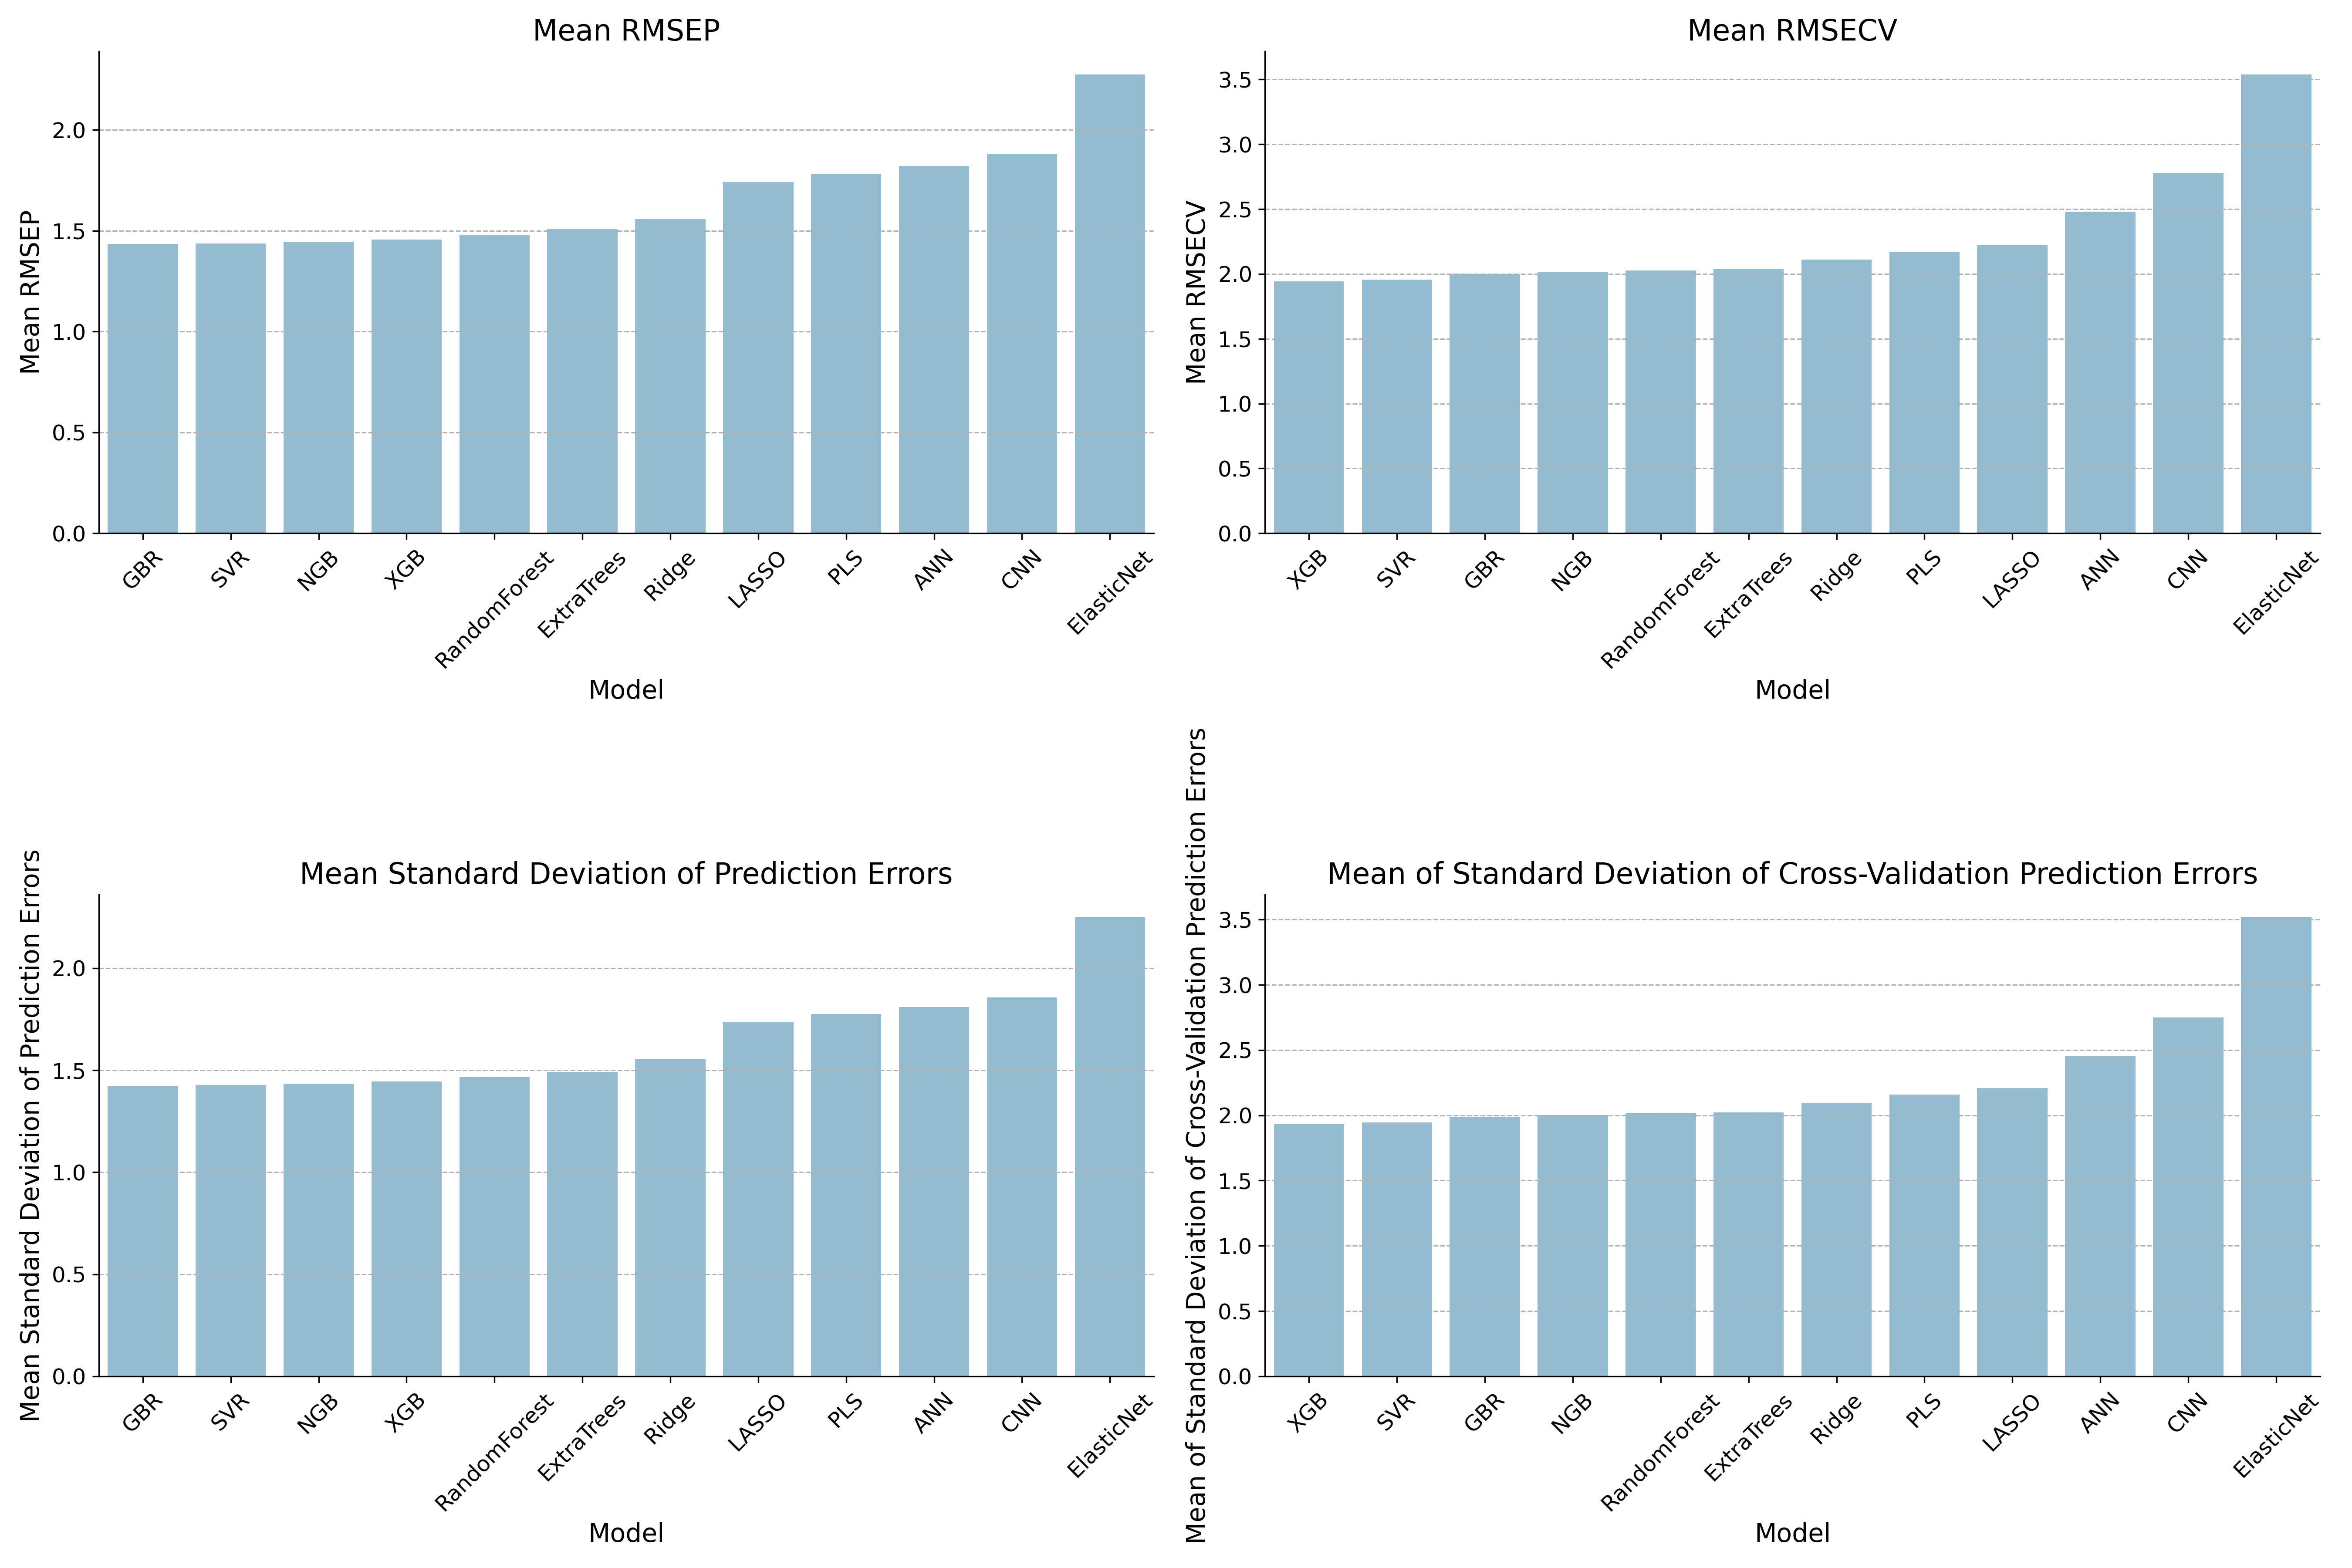 Mean RMSEP
Mean RMSEP
2.0
1.5
1.0
0.5
0.0
GBR
SVR
NGB
XGB
RandomForest
ExtraTrees
Ridge
LASSO
PLS
ANN
CNN
ElasticNet
Model
Mean RMSECV
Mean RMSECV
3.5
3.0
2.5
2.0
1.5
1.0
0.5
0.0
XGB
SVR
GBR
NGB
RandomForest
ExtraTrees
Ridge
PLS
LASSO
ANN
CNN
ElasticNet
Model
Mean Standard Deviation of Prediction Errors
Mean Standard Deviation of Prediction Errors
2.0
1.5
1.0
0.5
0.0
GBR
SVR
NGB
XGB
RandomForest
ExtraTrees
Ridge
LASSO
PLS
ANN
CNN
ElasticNet
Model
Mean of Standard Deviation of Cross-Validation Prediction Errors
Mean of Standard Deviation of Cross-Validation Prediction Errors
3.5
3.0
2.5
2.0
1.5
1.0
0.5
0.0
XGB
SVR
GBR
NGB
RandomForest
ExtraTrees
Ridge
PLS
LASSO
ANN
CNN
ElasticNet
Model